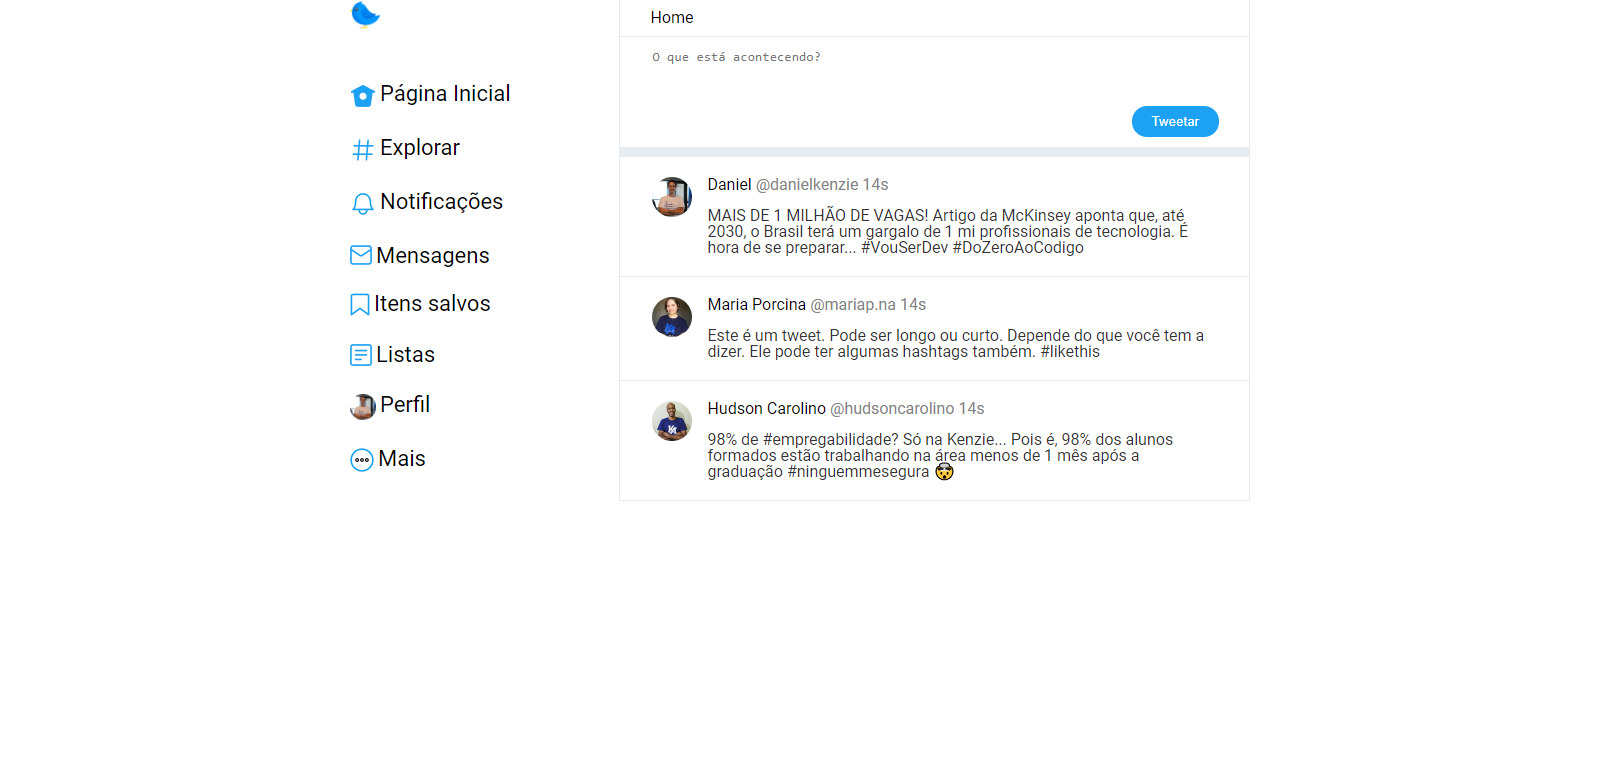 Página Inicial
Explorar
Notificações
Mensagens
Itens salvos
Listas
Perfil
Mais
Home
O que está acontecendo?
Tweetar
Daniel @danielkenzie 14s
MAIS DE 1 MILHÃO DE VAGAS! Artigo da McKinsey aponta que, até
2030, o Brasil terá um gargalo de 1 mi profissionais de tecnologia. É
hora de se preparar... #VouSerDev #DoZeroAoCodigo
Maria Porcina @mariap.na 14s
Este é um tweet. Pode ser longo ou curto. Depende do que você tem a
dizer. Ele pode ter algumas hashtags também. #likethis
Hudson Carolino @hudsoncarolino 14s
98% de #empregabilidade? Só na Kenzie... Pois é, 98% dos alunos
formados estão trabalhando na área menos de 1 mês após a
graduação #ninguemmesegura 🤯